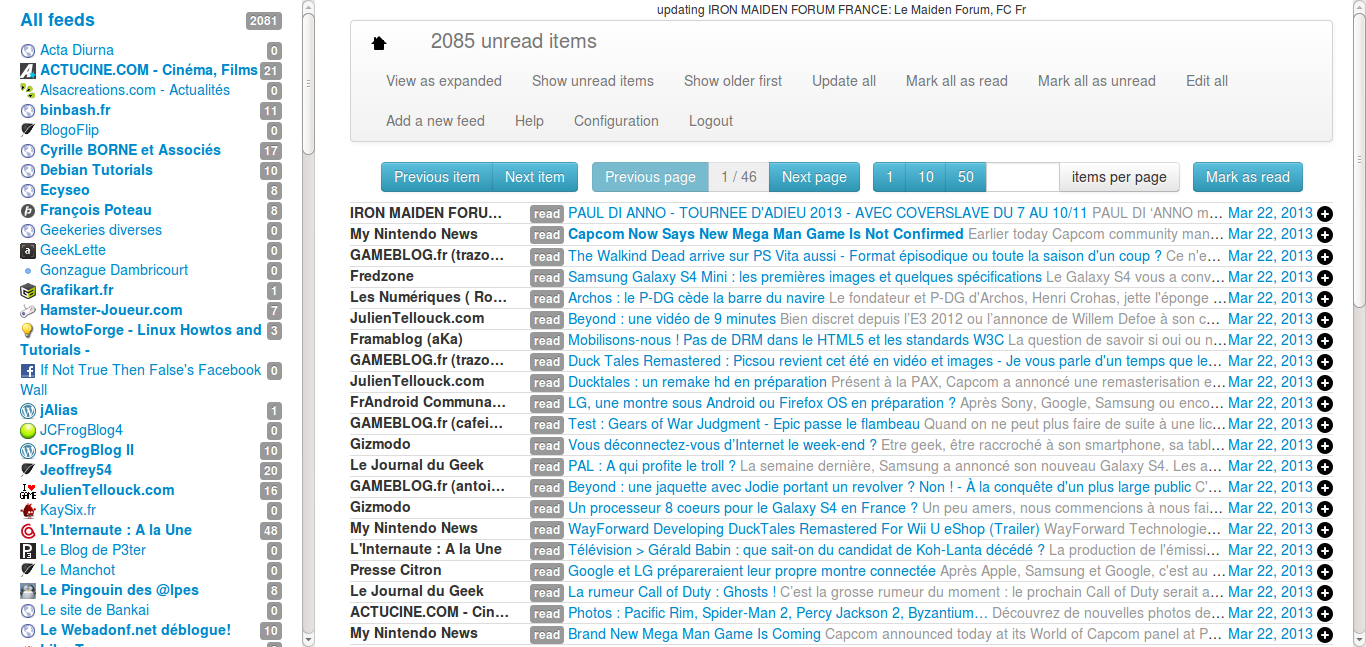 All feeds 2081
Acta Diurna 0
ACTUCINE.COM - Cinéma, Films 21
Alsacreations.com - Actualités 0
binbash.fr 11
BlogoFlip 0
Cyrille BORNE et Associés 17
Debian Tutorials 10
Ecyseo 8
François Poteau 8
Geekeries diverses 0
GeekLette 0
Gonzague Dambricourt 0
Grafikart.fr 1
Hamster-Joueur.com 7
HowtoForge - Linux Howtos and 3
Tutorials -
If Not True Then False's Facebook 0
Wall
jAlias 1
JCFrogBlog4 0
JCFrogBlog II 10
Jeoffrey54 20
JulienTellouck.com 16
KaySix.fr 0
L'Internaute : A la Une 48
Le Blog de P3ter 0
Le Manchot 0
Le Pingouin des @lpes 8
Le site de Bankai 0
Le Webadonf.net déblogue! 10
updating IRON MAIDEN FORUM FRANCE: Le Maiden Forum, FC Fr
2085 unread items
View as expanded Show unread items Show older first Update all Mark all as read Mark all as unread Edit all
Add a new feed Help Configuration Logout
Previous item Next item Previous page 1 / 46 Next page 1 10 50 items per page Mark as read
IRON MAIDEN FORU... read PAUL DI ANNO - TOURNEE D'ADIEU 2013 - AVEC COVERSLAVE DU 7 AU 10/11 PAUL DI 'ANNO m... Mar 22, 2013
My Nintendo News read Capcom Now Says New Mega Man Game Is Not Confirmed Earlier today Capcom community man... Mar 22, 2013
GAMEBLOG.fr (trazo... read The Walkind Dead arrive sur PS Vita aussi - Format épisodique ou toute la saison d'un coup ? Ce n'e... Mar 22, 2013
Fredzone read Samsung Galaxy S4 Mini : les premières images et quelques spécifications Le Galaxy S4 vous a conv... Mar 22, 2013
Les Numériques ( Ro... read Archos : le P-DG cède la barre du navire Le fondateur et P-DG d'Archos, Henri Crohas, jette l'éponge ... Mar 22, 2013
JulienTellouck.com read Beyond : une vidéo de 9 minutes Bien discret depuis l'E3 2012 ou l'annonce de Willem Defoe à son c... Mar 22, 2013
Framablog (aKa) read Mobilisons-nous ! Pas de DRM dans le HTML5 et les standards W3C La question de savoir si oui ou n... Mar 22, 2013
GAMEBLOG.fr (trazo... read Duck Tales Remastered : Picsou revient cet été en vidéo et images - Je vous parle d'un temps que le... Mar 22, 2013
JulienTellouck.com read Ducktales : un remake hd en préparation Présent à la PAX, Capcom a annoncé une remasterisation e... Mar 22, 2013
FrAndroid Communa... read LG, une montre sous Android ou Firefox OS en préparation ? Après Sony, Google, Samsung ou enco... Mar 22, 2013
GAMEBLOG.fr (cafei... read Test : Gears of War Judgment - Epic passe le flambeau Quand on ne peut plus faire de suite à une lic... Mar 22, 2013
Gizmodo read Vous déconnectez-vous d'Internet le week-end ? Etre geek, être raccroché à son smartphone, sa tabl... Mar 22, 2013
Le Journal du Geek read PAL : A qui profite le troll ? La semaine dernière, Samsung a annoncé son nouveau Galaxy S4. Les a... Mar 22, 2013
GAMEBLOG.fr (antoi... read Beyond : une jaquette avec Jodie portant un revolver ? Non ! - À la conquête d'un plus large public C'... Mar 22, 2013
Gizmodo read Un processeur 8 coeurs pour le Galaxy S4 en France ? Un peu amers, nous commencions à nous fai... Mar 22, 2013
My Nintendo News read WayForward Developing DuckTales Remastered For Wii U eShop (Trailer) WayForward Technologie... Mar 22, 2013
L'Internaute : A la Une read Télévision > Gérald Babin : que sait-on du candidat de Koh-Lanta décédé ? La production de l'émissi... Mar 22, 2013
Presse Citron read Google et LG prépareraient leur propre montre connectée Après Apple, Samsung et Google, c'est au ... Mar 22, 2013
Le Journal du Geek read La rumeur Call of Duty : Ghosts ! C'est la grosse rumeur du moment : le prochain Call of Duty serait a... Mar 22, 2013
ACTUCINE.COM - Cin... read Photos : Pacific Rim, Spider-Man 2, Percy Jackson 2, Byzantium... Découvrez de nouvelles photos de... Mar 22, 2013
My Nintendo News read Brand New Mega Man Game Is Coming Capcom announced today at its World of Capcom panel at P... Mar 22, 2013